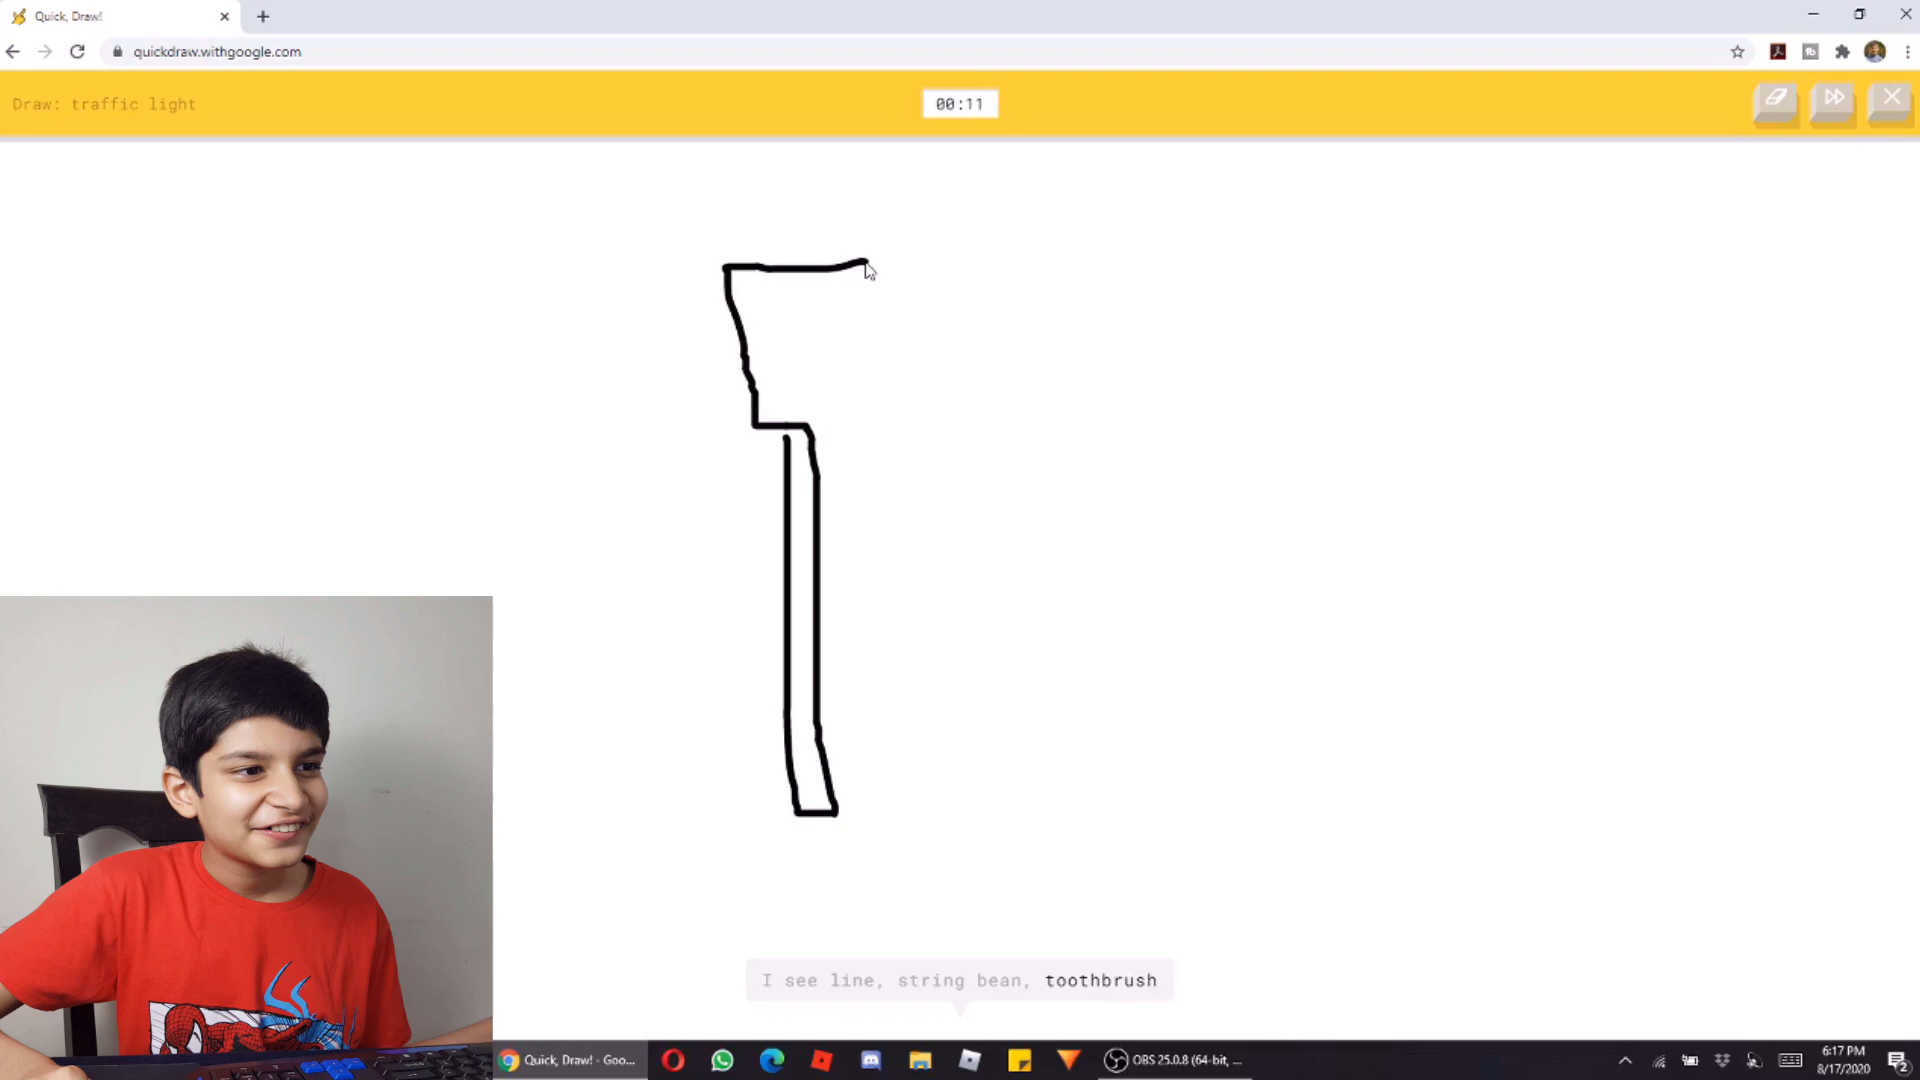 Quick, Draw!
quickdraw.withgoogle.com
Draw: traffic light
00:11
I see line, string bean, toothbrush
Quick, Draw! - Goo...
OBS 25.0.8 (64-bit, ...
6:17 PM
8/17/2020
2